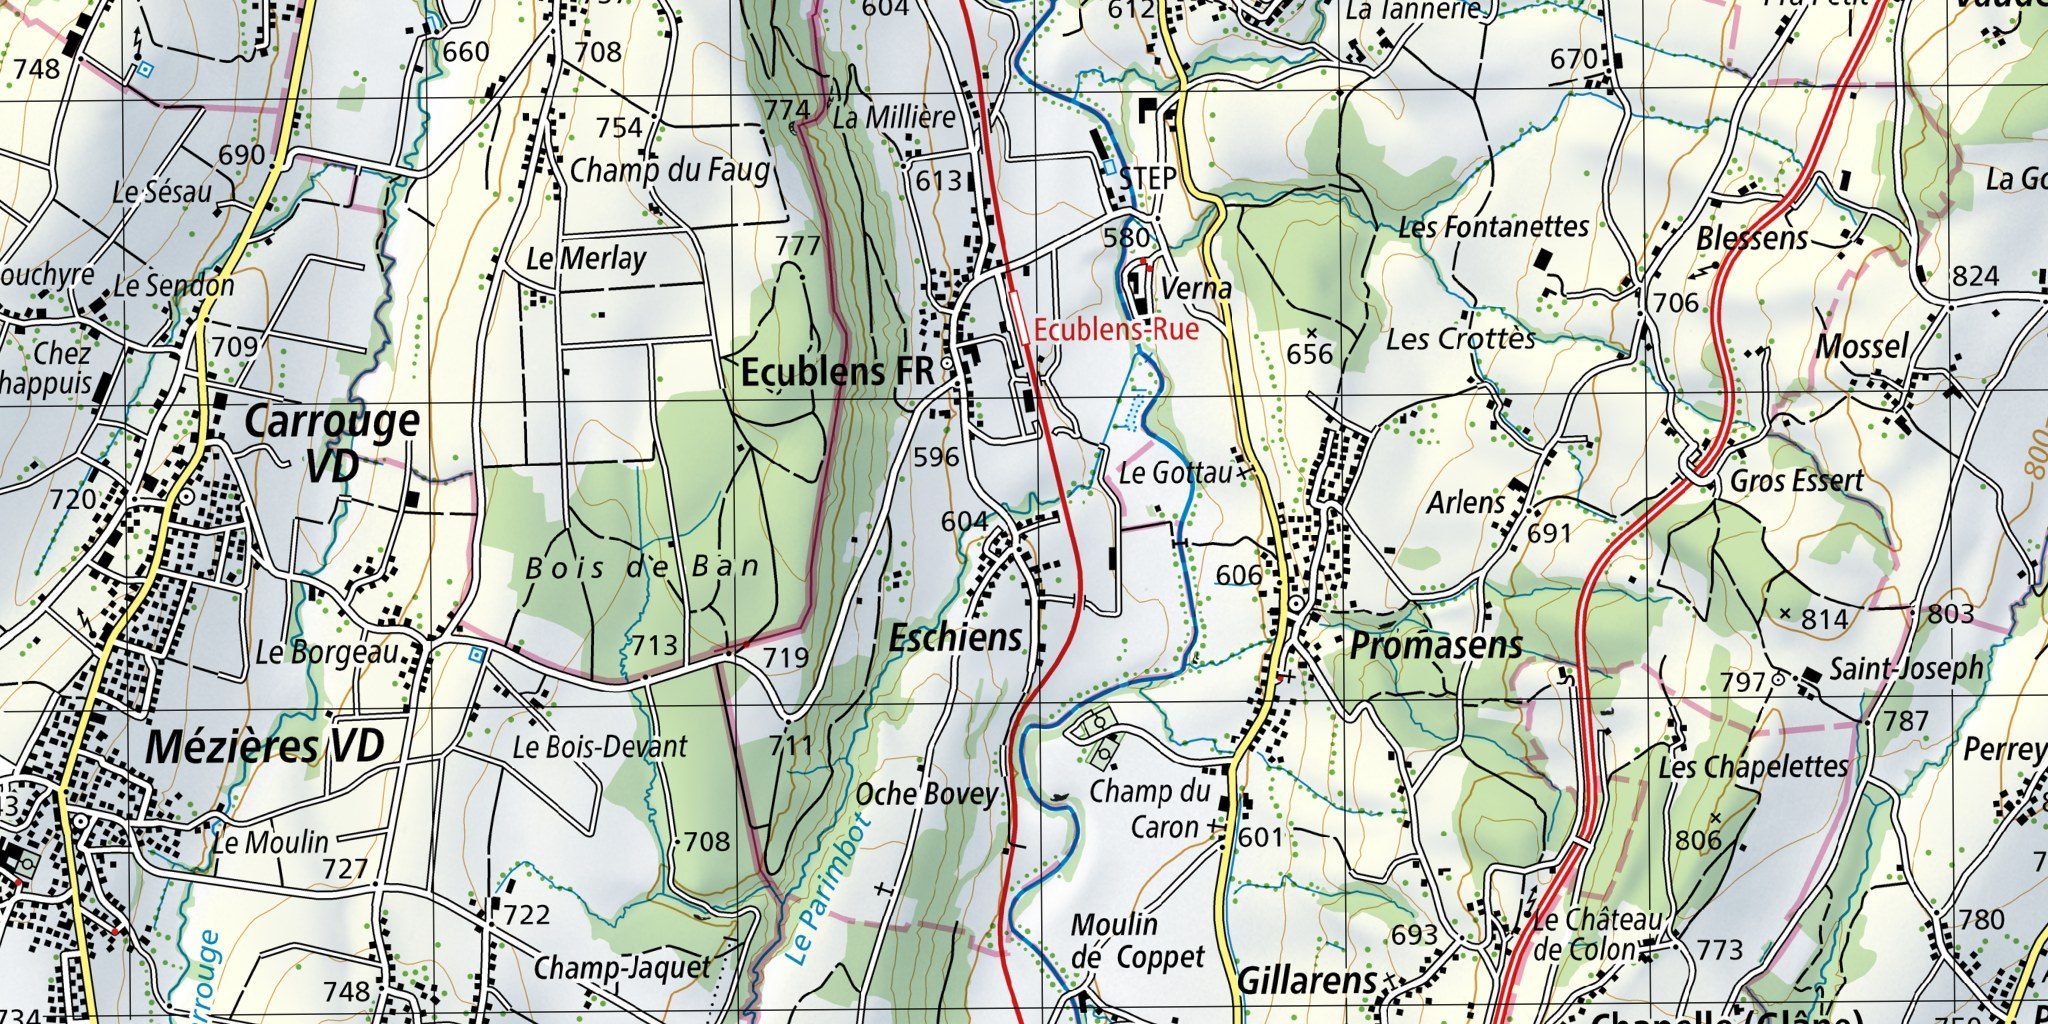 604
612
La Tannerie
748
660
708
670
774
La Millière
754
690
Champ du Faug
613
STEP
Le Sésau
Les Fontanettes
580
777
Blessens
Le Merlay
Le Sendon
Verna
824
706
Ecublens-Rue
Les Crottès
656
Chez
709
Mossel
Ecublens FR
Carrouge
VD
596
Le Gottau
Gros Essert
800
720
Arlens
604
691
Bois de Ban
606
814
803
Eschiens
Promasens
713
Le Borgeau
719
Saint-Joseph
797
787
Mézières VD
Le Bois-Devant
711
Perrey
Les Chapelettes
Oche Bovey
Champ du
Caron
601
806
Le Moulin
708
727
722
Le Parimbot
Moulin
de Coppet
Le Château
de Colon
693
780
773
Champ-Jaquet
Gillarens
748
734